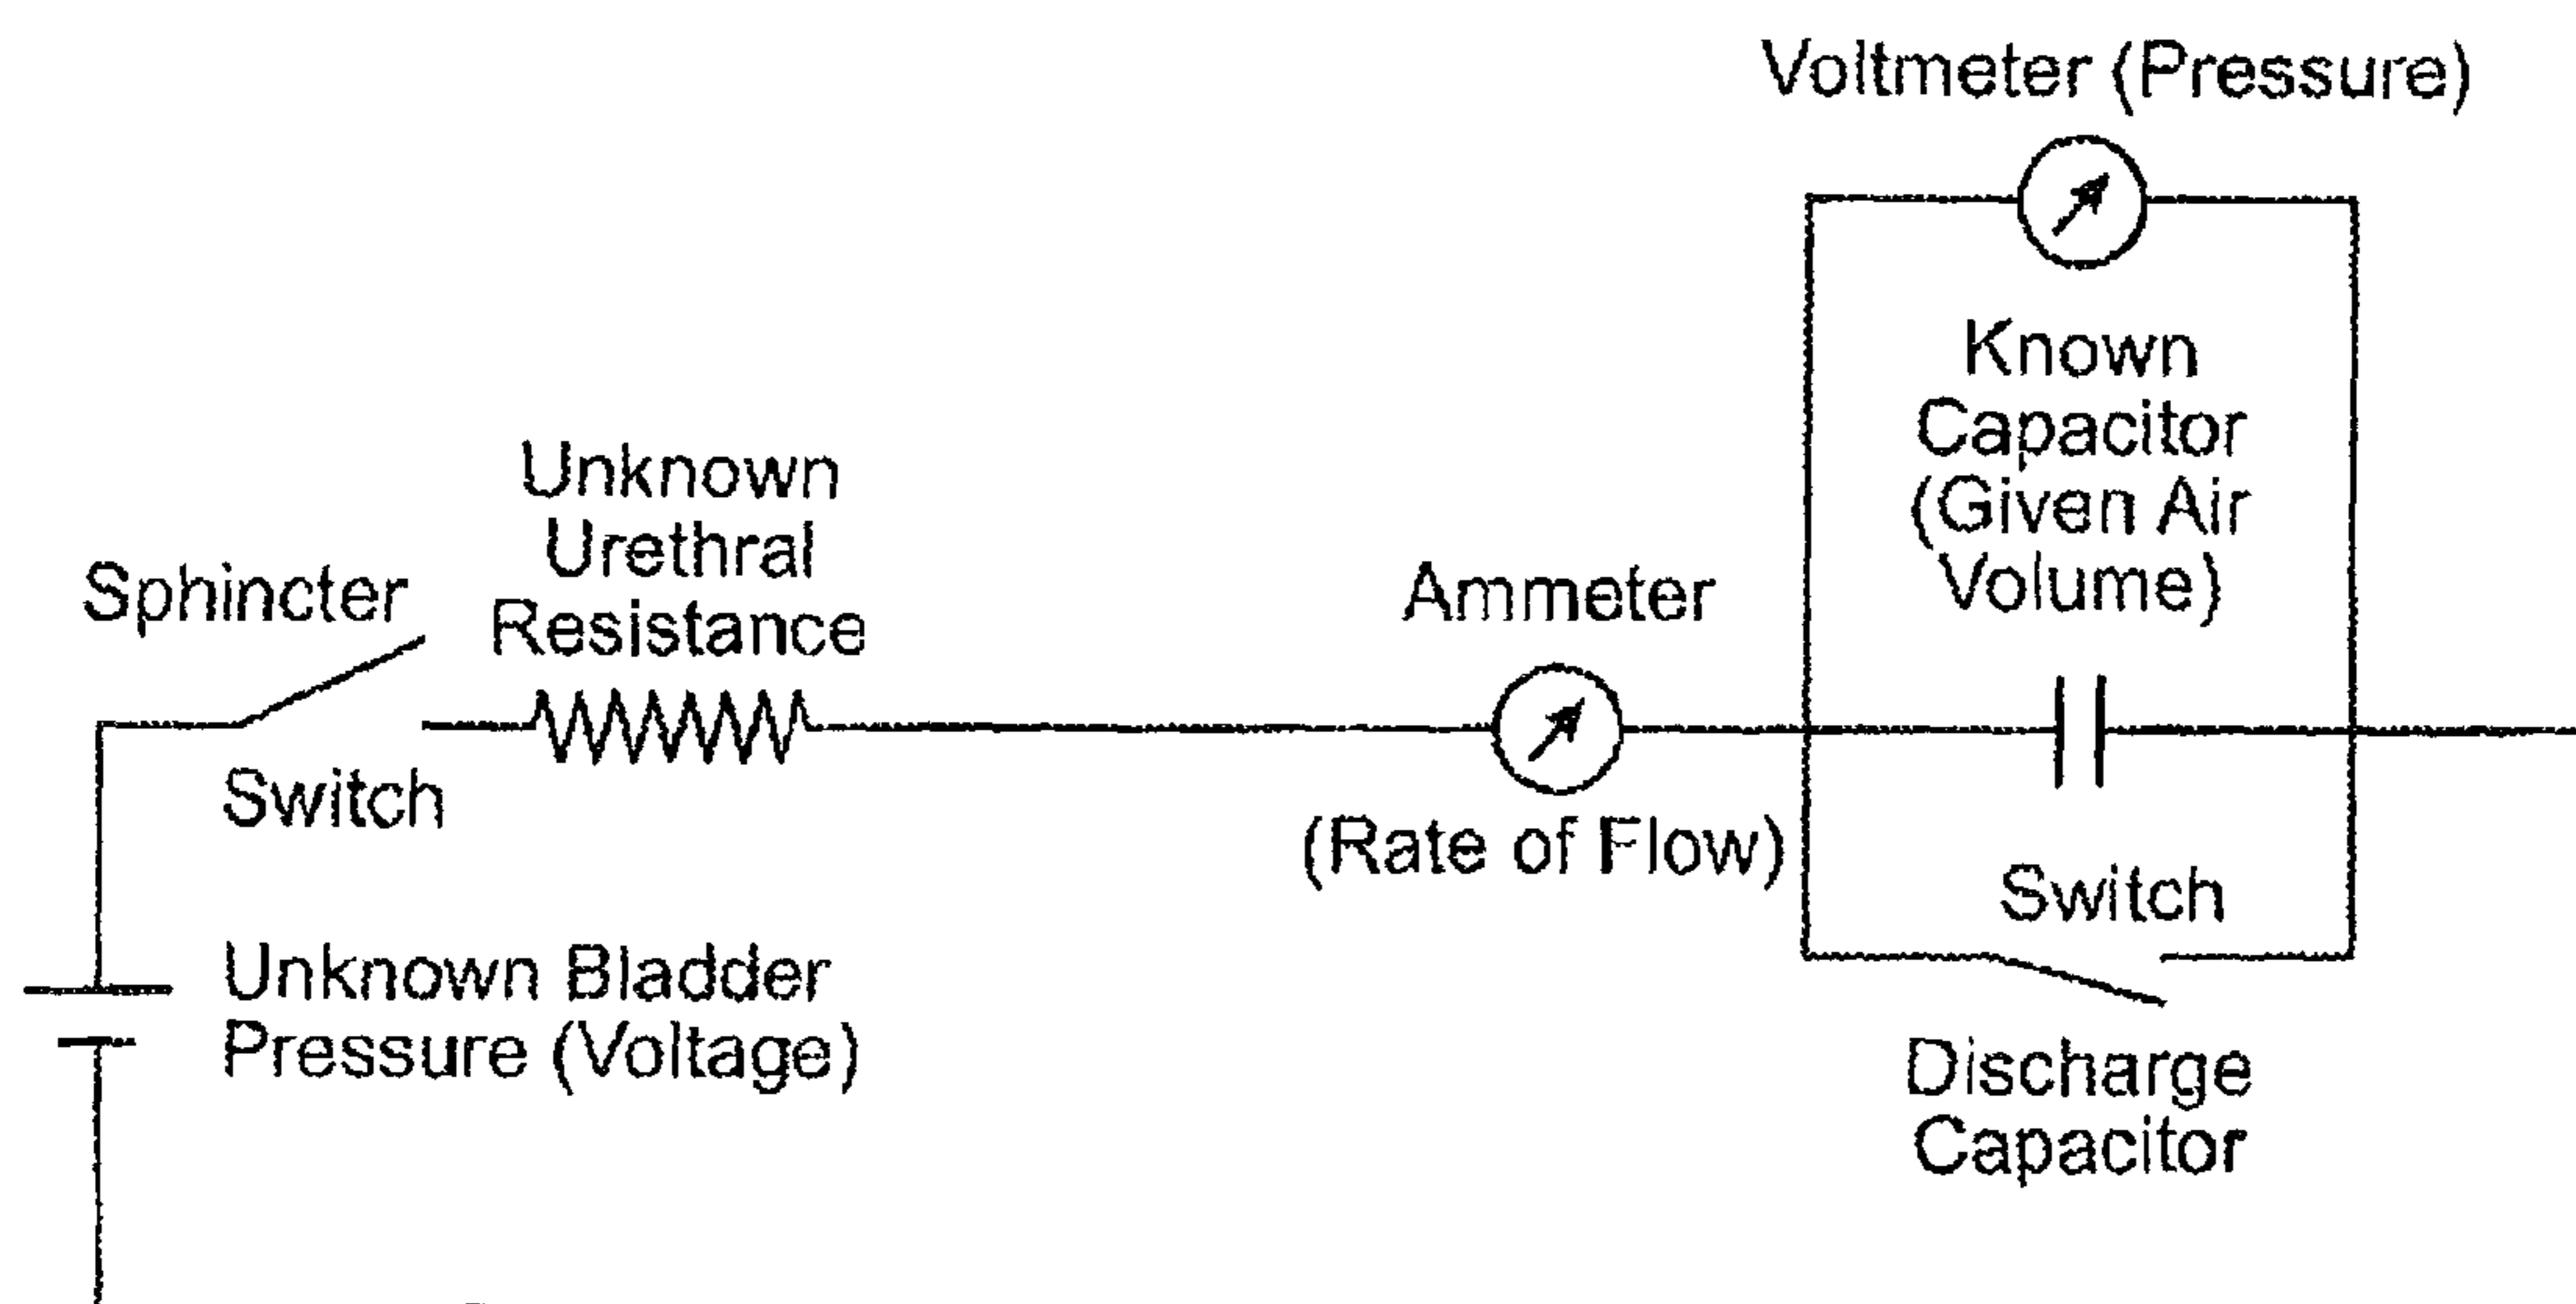 Voltmeter (Pressure)
Known
Capacitor
(Given Air
Volume)
Unknown
Urethral
Resistance
Sphincter
Switch
Ammeter
(Rate of Flow)
Switch
Discharge
Capacitor
Unknown Bladder
Pressure (Voltage)